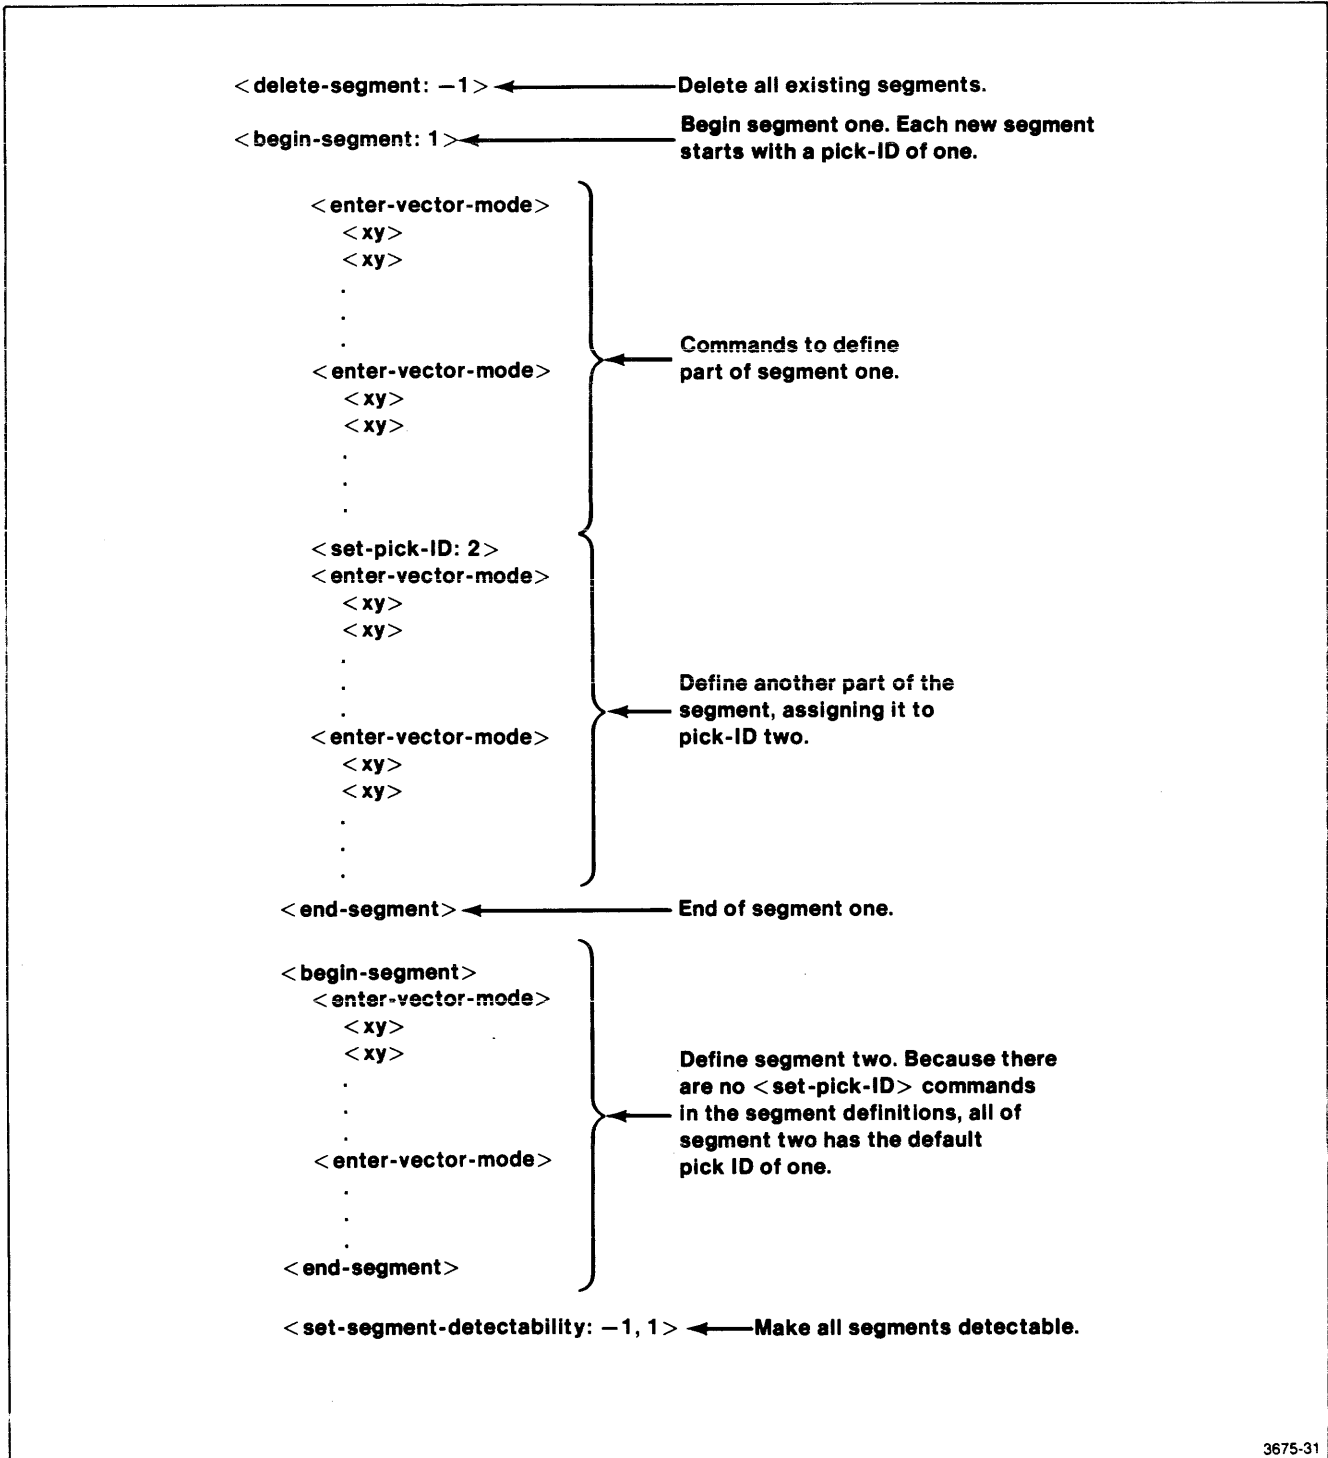 <delete-segment: −1> Delete all existing segments.
<begin-segment: 1> Begin segment one. Each new segment
starts with a pick-ID of one.
<enter-vector-mode>
<xy>
<xy>
.
.
.
<enter-vector-mode>
<xy>
<xy>
.
.
.
Commands to define
part of segment one.
<set-pick-ID: 2>
<enter-vector-mode>
<xy>
<xy>
.
.
.
<enter-vector-mode>
<xy>
<xy>
.
.
.
Define another part of the
segment, assigning it to
pick-ID two.
<end-segment> End of segment one.
<begin-segment>
<enter-vector-mode>
<xy>
<xy>
.
.
.
<enter-vector-mode>
.
.
.
<end-segment>
Define segment two. Because there
are no <set-pick-ID> commands
in the segment definitions, all of
segment two has the default
pick ID of one.
<set-segment-detectability: −1, 1> Make all segments detectable.
3675-31